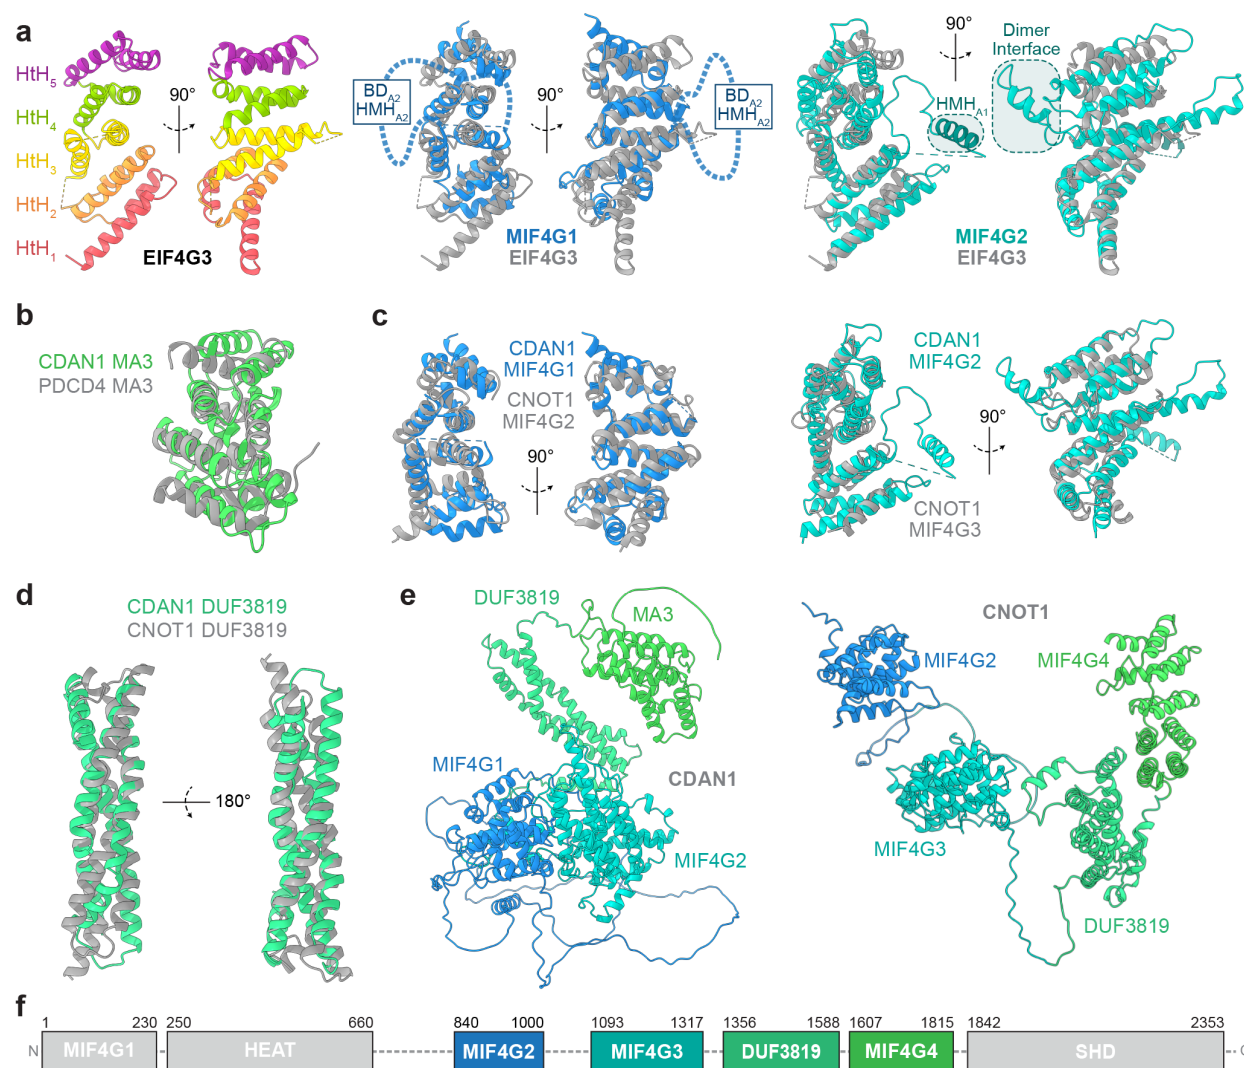 a
HtH5
HtH4
HtH3
HtH2
HtH1
90°
EIF4G3
BDA2
HMHA2
90°
BDA2
HMHA2
MIF4G1
EIF4G3
90°
Dimer
Interface
HMHA1
MIF4G2
EIF4G3
b
CDAN1 MA3
PDCD4 MA3
c
CDAN1
MIF4G1
CNOT1
MIF4G2
90°
CDAN1
MIF4G2
90°
CNOT1
MIF4G3
d
CDAN1 DUF3819
CNOT1 DUF3819
180°
e
DUF3819
MA3
MIF4G1
CDAN1
MIF4G2
CNOT1
MIF4G2
MIF4G4
MIF4G3
DUF3819
f
1 230 250 660 840 1000 1093 1317 1356 1588 1607 1815 1842 2353
N MIF4G1 HEAT MIF4G2 MIF4G3 DUF3819 MIF4G4 SHD